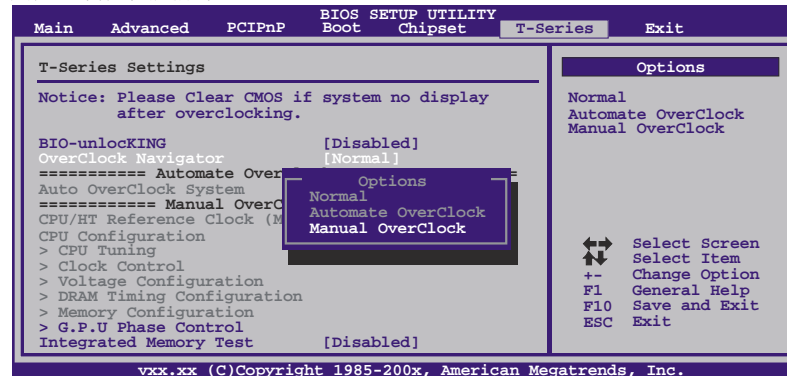 BIOS SETUP UTILITY
Main Advanced PCIPnP Boot Chipset T-Series Exit
T-Series Settings
Notice: Please Clear CMOS if system no display
after overclocking.
BIO-unlocKING [Disabled]
OverClock Navigator [Normal]
=========== Automate Over =
Auto OverClock System
============ Manual OverC
CPU/HT Reference Clock (M
CPU Configuration
> CPU Tuning
> Clock Control
> Voltage Configuration
> DRAM Timing Configuration
> Memory Configuration
> G.P.U Phase Control
Integrated Memory Test [Disabled]
Options
Normal
Automate OverClock
Manual OverClock
Options
Normal
Automate OverClock
Manual OverClock
Select Screen
Select Item
+- Change Option
F1 General Help
F10 Save and Exit
ESC Exit
vxx.xx (C)Copyright 1985-200x, American Megatrends, Inc.